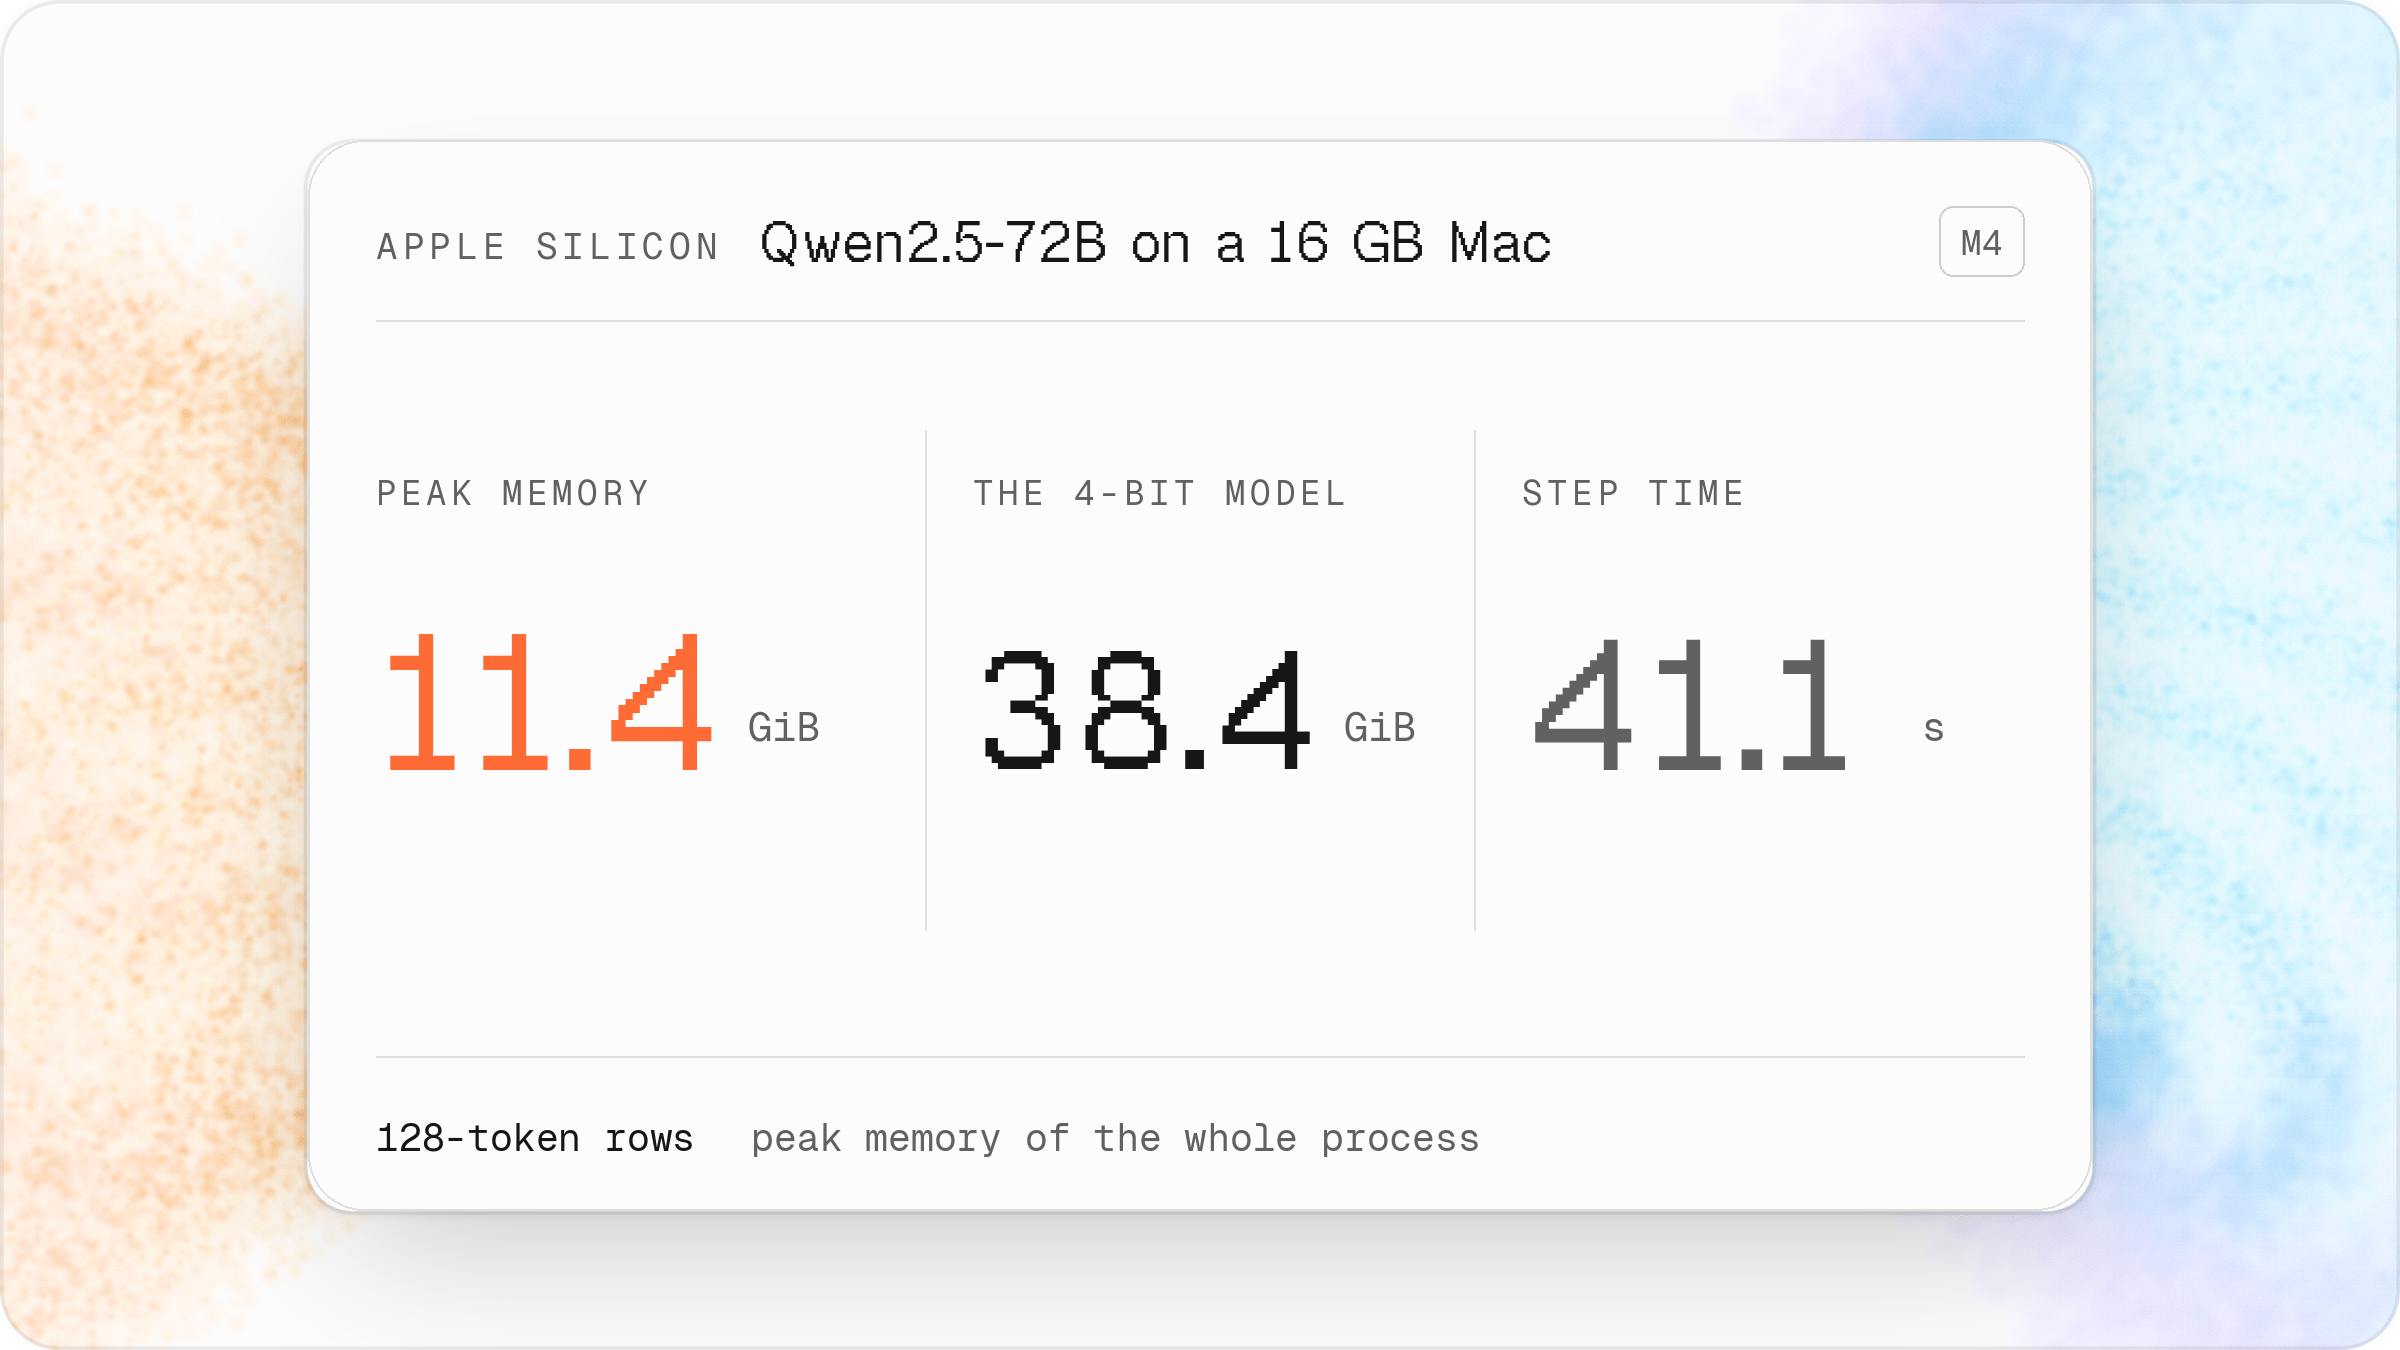 APPLE SILICON Qwen2.5-72B on a 16 GB Mac M4
PEAK MEMORY
11.4 GiB
THE 4-BIT MODEL
38.4 GiB
STEP TIME
41.1 s
128-token rows peak memory of the whole process